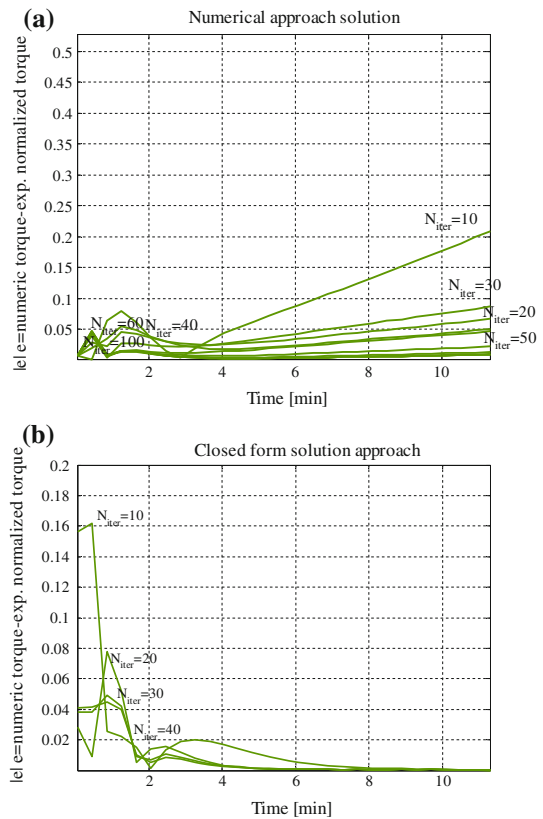 (a)
Numerical approach solution
|e| e=numeric torque-exp. normalized torque
0.5
0.45
0.4
0.35
0.3
0.25
0.2
0.15
0.1
0.05
N_iter=10
N_iter=30
N_iter=20
N_iter=60
N_iter=40
N_iter=50
N_iter=100
2 4 6 8 10
Time [min]
(b)
Closed form solution approach
|e| e=numeric torque-exp. normalized torque
0.2
0.18
0.16
0.14
0.12
0.1
0.08
0.06
0.04
0.02
N_iter=10
N_iter=20
N_iter=30
N_iter=40
2 4 6 8 10
Time [min]